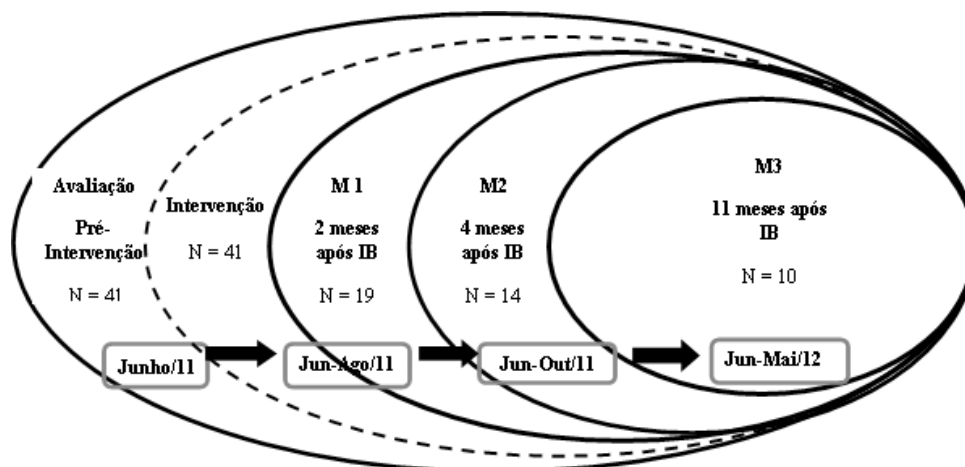 Avaliação
Pré-
Intervenção
N = 41
Intervenção
N = 41
M 1
2 meses
após IB
N = 19
M2
4 meses
após IB
N = 14
M3
11 meses após
IB
N = 10
Junho/11
Jun-Ago/11
Jun-Out/11
Jun-Mai/12